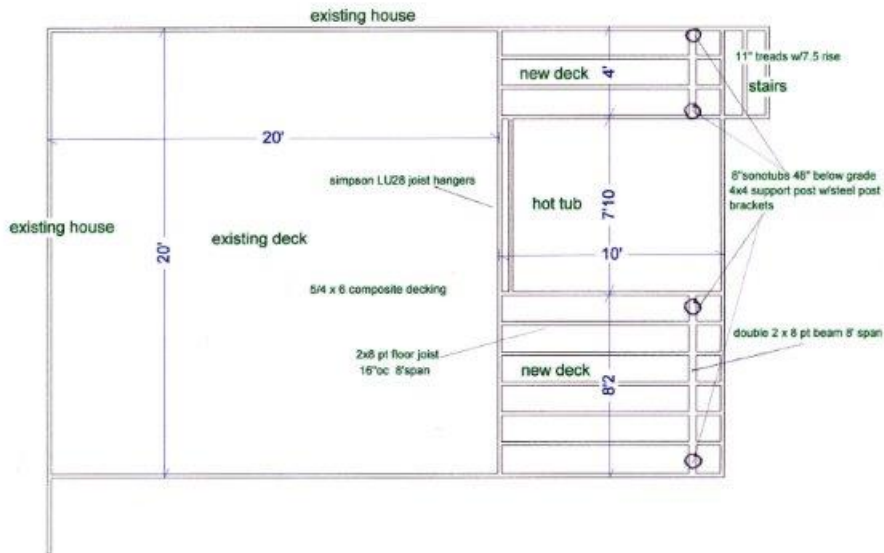 existing house
11" treads w/7.5 rise
new deck
4'
stairs
20'
simpson LU28 joist hangers
8"sonotubs 48" below grade
4x4 support post w/steel post
brackets
hot tub
7'10
existing house
existing deck
20'
10'
5/4 x 6 composite decking
double 2 x 8 pt beam 8' span
2x8 pt floor joist
16"oc 8'span
new deck
8'2